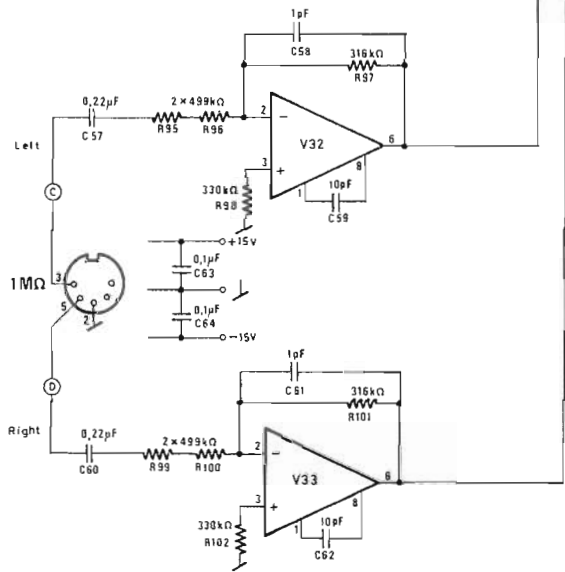 1pF
C58
316kΩ
R97
0,22µF
C57
2×499kΩ
R95 R96
2
−
V32
6
3
+
8
1
10pF
C59
330kΩ
R98
Left
C
+15V
0,1µF
C63
1MΩ
3
5
2
0,1µF
C64
−15V
D
Right
1pF
C61
316kΩ
R101
0,22pF
C60
2×499kΩ
R99 R100
2
−
V33
6
3
+
8
1
10pF
C62
330kΩ
R102